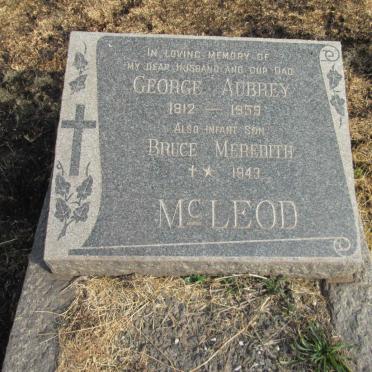 IN LOVING MEMORY OF
MY DEAR HUSBAND AND OUR DAD
GEORGE AUBREY
1912 — 1959
ALSO INFANT SON
BRUCE MEREDITH
✝ ★ 1943
McLEOD